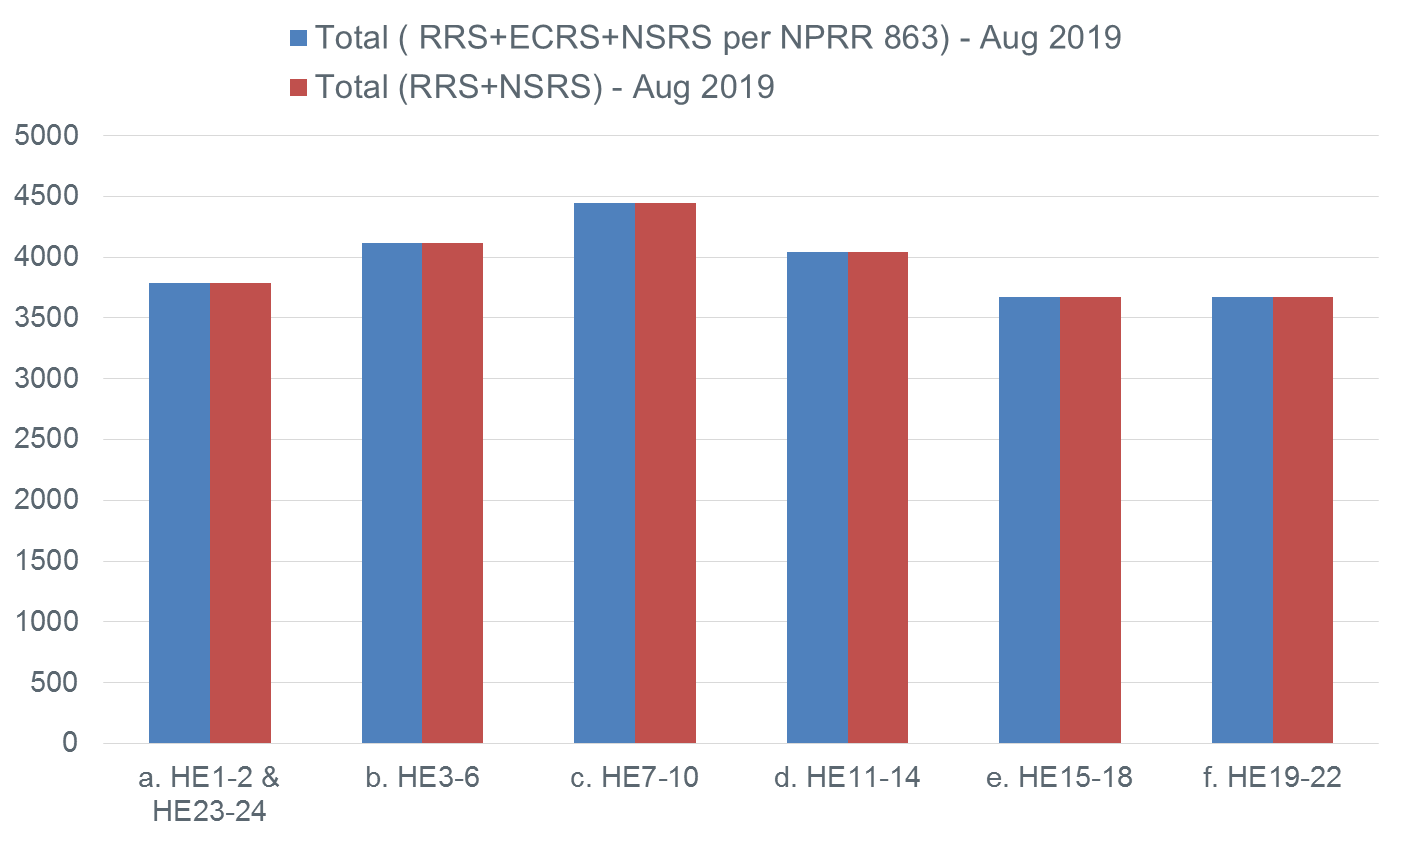 Total ( RRS+ECRS+NSRS per NPRR 863) - Aug 2019
Total (RRS+NSRS) - Aug 2019
5000
4500
4000
3500
3000
2500
2000
1500
1000
500
0
a. HE1-2 &
HE23-24
b. HE3-6
c. HE7-10
d. HE11-14
e. HE15-18
f. HE19-22